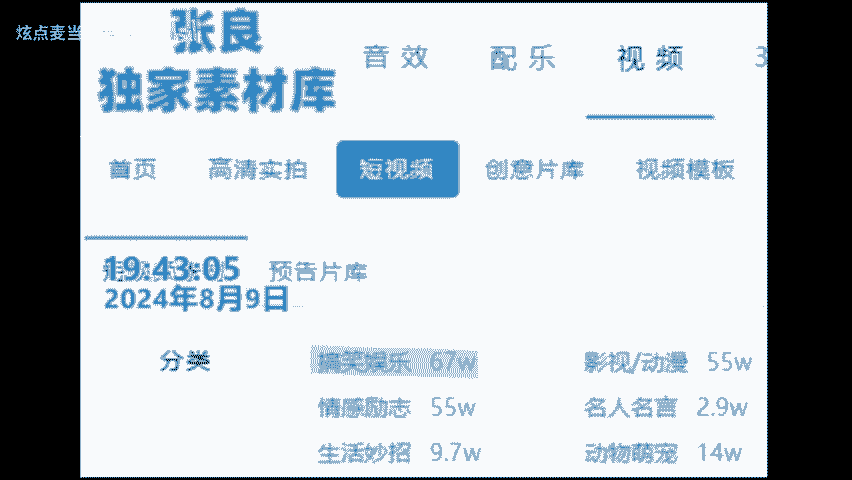 炫点麦当
张良
独家素材库
音效 配乐 视频 3
首页 高清实拍 短视频 创意片库 视频模板
19:43:05 预告片库
2024年8月9日
分类 搞笑娱乐 67w 影视/动漫 55w
情感励志 55w 名人名言 2.9w
生活妙招 9.7w 动物萌宠 14w